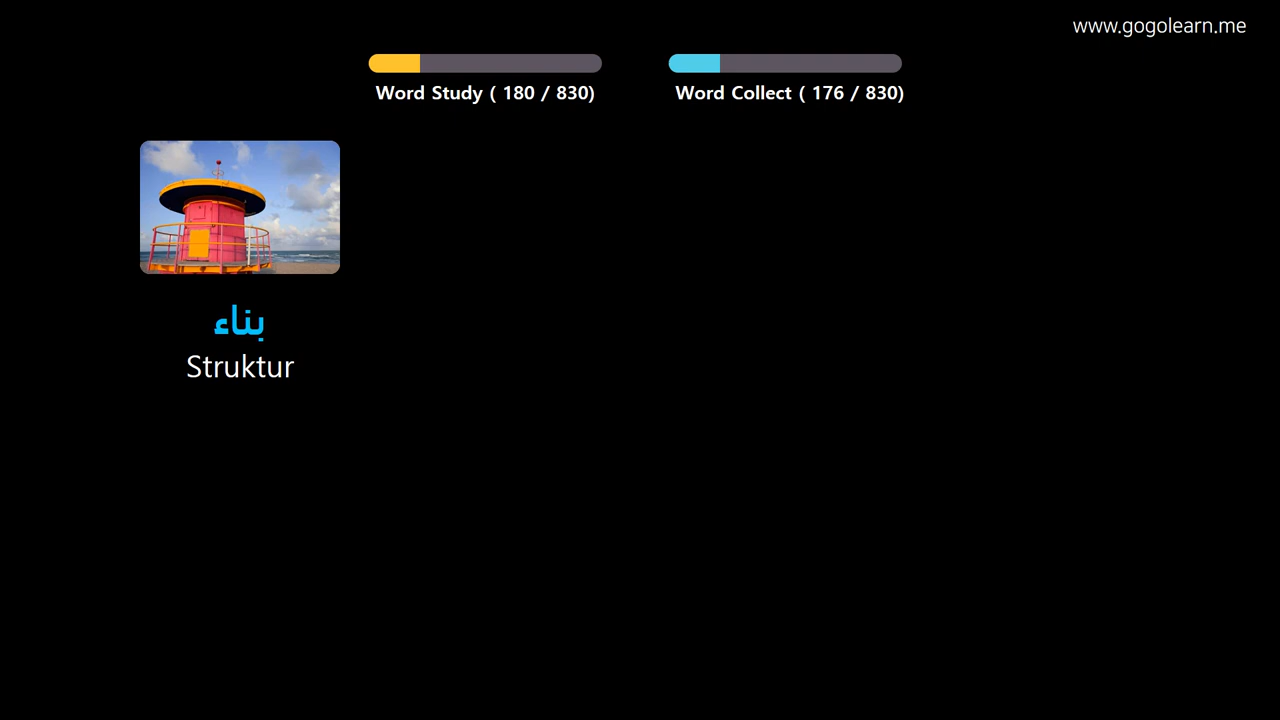 www.gogolearn.me
Word Study ( 180 / 830)
Word Collect ( 176 / 830)
بناء
Struktur